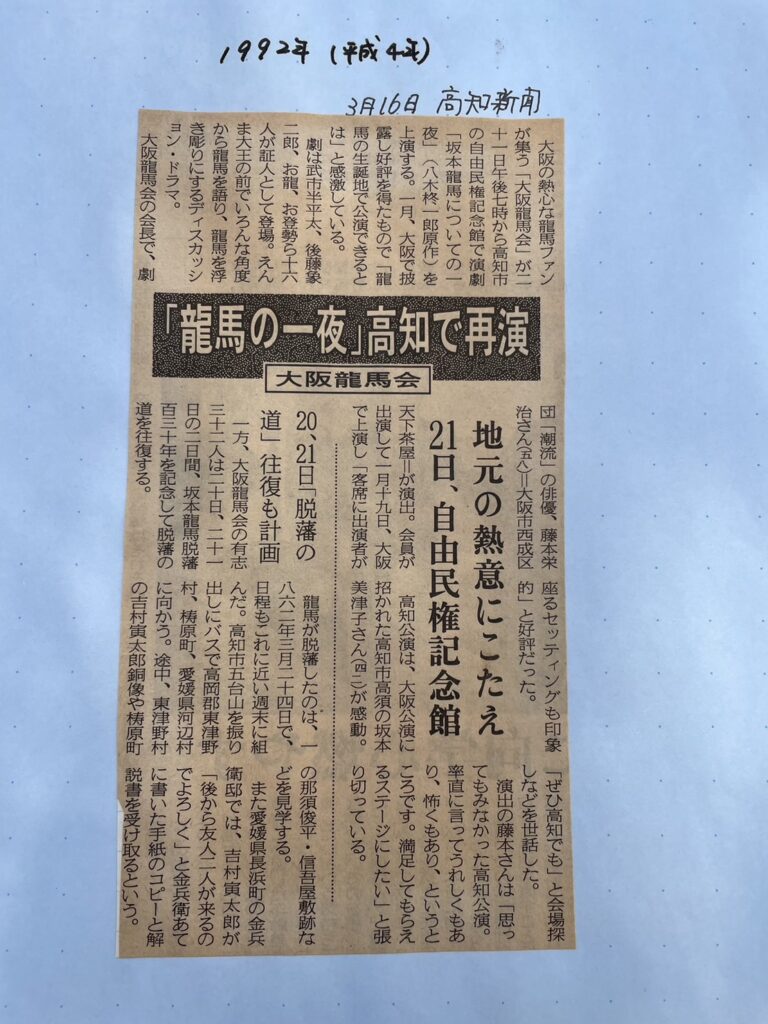 1992年(平成4年)
3月16日 高知新聞
「龍馬の一夜」高知で再演
大阪龍馬会
地元の熱意にこたえ
21日、自由民権記念館
大阪の熱心な龍馬ファン
が集う「大阪龍馬会」が二
十一日午後七時から高知市
の自由民権記念館で演劇
「坂本龍馬についての一
夜」(八木柊一郎原作)を
上演する。一月、大阪で披
露し好評を得たもので「龍
馬の生誕地で公演できると
は」と感激している。
劇は武市半平太、後藤象
二郎、お龍、お登勢ら十六
人が証人として登場。えん
ま大王の前でいろんな角度
から龍馬を語り、龍馬を浮
き彫りにするディスカッシ
ョン・ドラマ。
大阪龍馬会の会長で、劇
団「潮流」の俳優、藤本栄
治さん(五八)=大阪市西成区
天下茶屋=が演出。会員が
出演して一月十九日、大阪
で上演し「客席に出演者が
座るセッティングも印象
的」と好評だった。
高知公演は、大阪公演に
招かれた高知市高須の坂本
美津子さん(四二)が感動。
「ぜひ高知でも」と会場探
しなどを世話した。
演出の藤本さんは「思っ
てもみなかった高知公演。
率直に言ってうれしくもあ
り、怖くもあり、というと
ころです。満足してもらえ
るステージにしたい」と張
り切っている。
20、21日「脱藩の
道」往復も計画
一方、大阪龍馬会の有志
三十二人は二十日、二十一
日の二日間、坂本龍馬脱藩
百三十年を記念して脱藩の
道を往復する。
龍馬が脱藩したのは、一
八六二年三月二十四日で、
日程もこれに近い週末に組
んだ。高知市五台山を振り
出しにバスで高岡郡東津野
村、梼原町、愛媛県河辺村
に向かう。途中、東津野村
の吉村寅太郎銅像や梼原町
の那須俊平・信吾屋敷跡な
どを見学する。
また愛媛県長浜町の金兵
衛邸では、吉村寅太郎が
「後から友人二人が来るの
でよろしく」と金兵衛あて
に書いた手紙のコピーと解
説書を受け取るという。